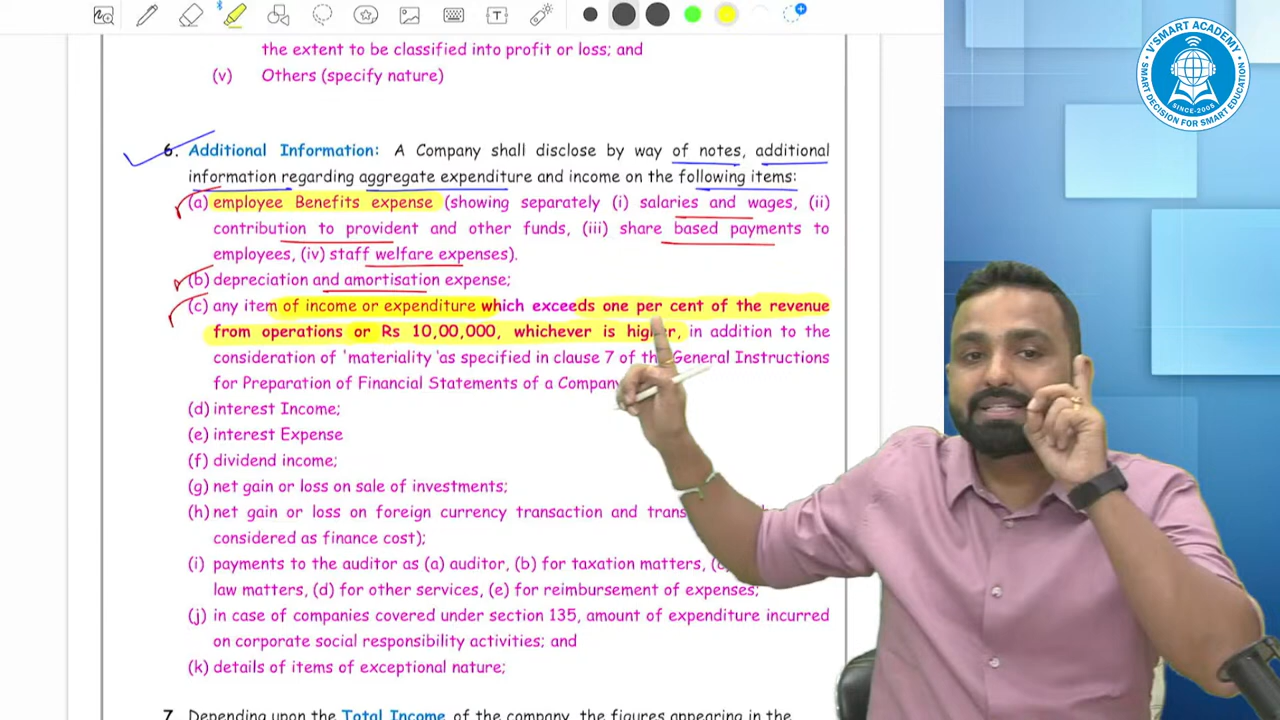 the extent to be classified into profit or loss; and
(v) Others (specify nature)
6. Additional Information: A Company shall disclose by way of notes, additional
information regarding aggregate expenditure and income on the following items:
(a) employee Benefits expense (showing separately (i) salaries and wages, (ii)
contribution to provident and other funds, (iii) share based payments to
employees, (iv) staff welfare expenses).
(b) depreciation and amortisation expense;
(c) any item of income or expenditure which exceeds one per cent of the revenue
from operations or Rs 10,00,000, whichever is higher, in addition to the
consideration of 'materiality 'as specified in clause 7 of the General Instructions
for Preparation of Financial Statements of a Company
(d) interest Income;
(e) interest Expense
(f) dividend income;
(g) net gain or loss on sale of investments;
(h) net gain or loss on foreign currency transaction and
considered as finance cost);
(i) payments to the auditor as (a) auditor, (b) for taxation matters,
law matters, (d) for other services, (e) for reimbursement of expenses;
(j) in case of companies covered under section 135, amount of expenditure incurred
on corporate social responsibility activities; and
(k) details of items of exceptional nature;
7. Depending upon the Total Income of the company, the figures appearing in the
V'SMART ACADEMY
SINCE-2005
SMART DECISION FOR SMART EDUCATION